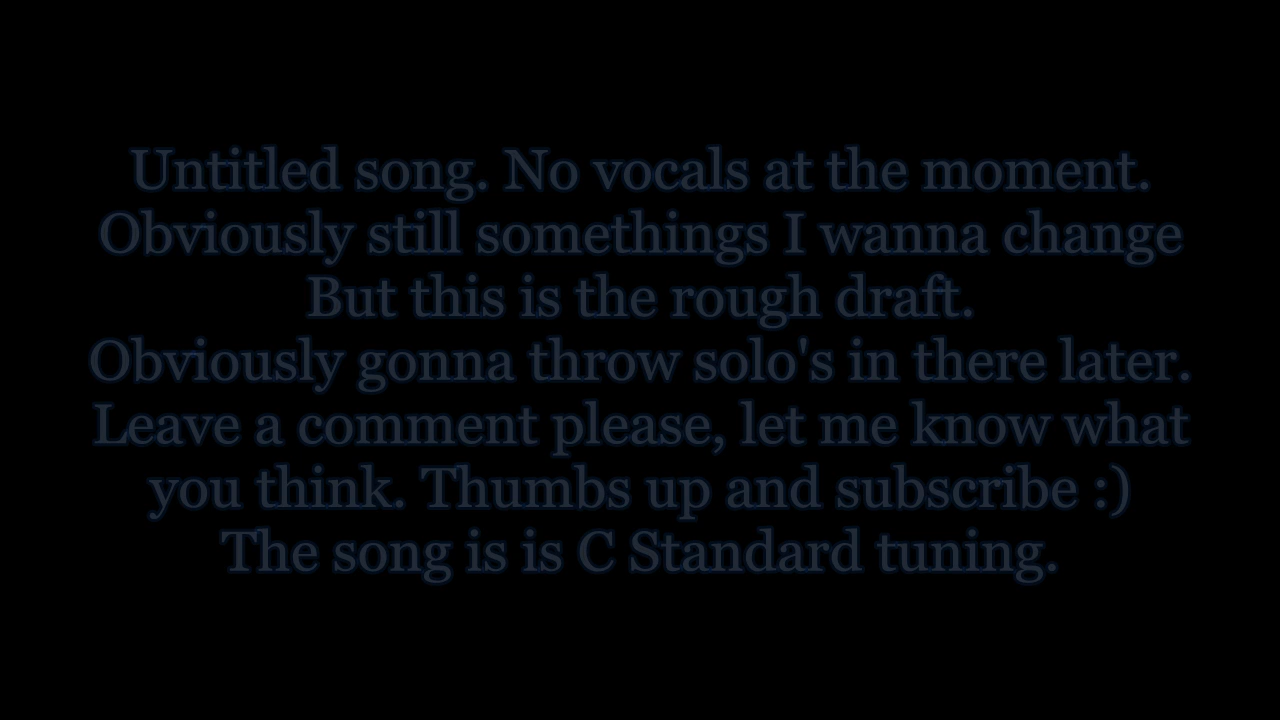 Untitled song. No vocals at the moment.
Obviously still somethings I wanna change
But this is the rough draft.
Obviously gonna throw solo's in there later.
Leave a comment please, let me know what
you think. Thumbs up and subscribe :)
The song is is C Standard tuning.